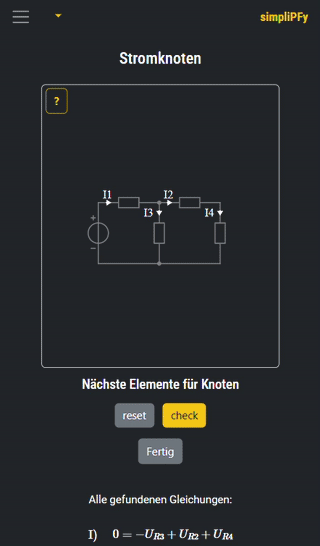 simpliPFy
Stromknoten
?
I1 I2
I3 I4
+
−
Nächste Elemente für Knoten
reset check
Fertig
Alle gefundenen Gleichungen:
I) 0 = −U_{R3} + U_{R2} + U_{R4}